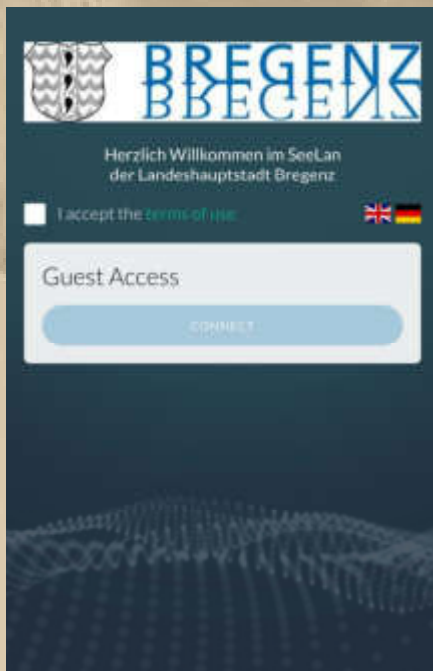 BREGENZ
Herzlich Willkommen im SeeLan
der Landeshauptstadt Bregenz
I accept the terms of use
Guest Access
CONNECT